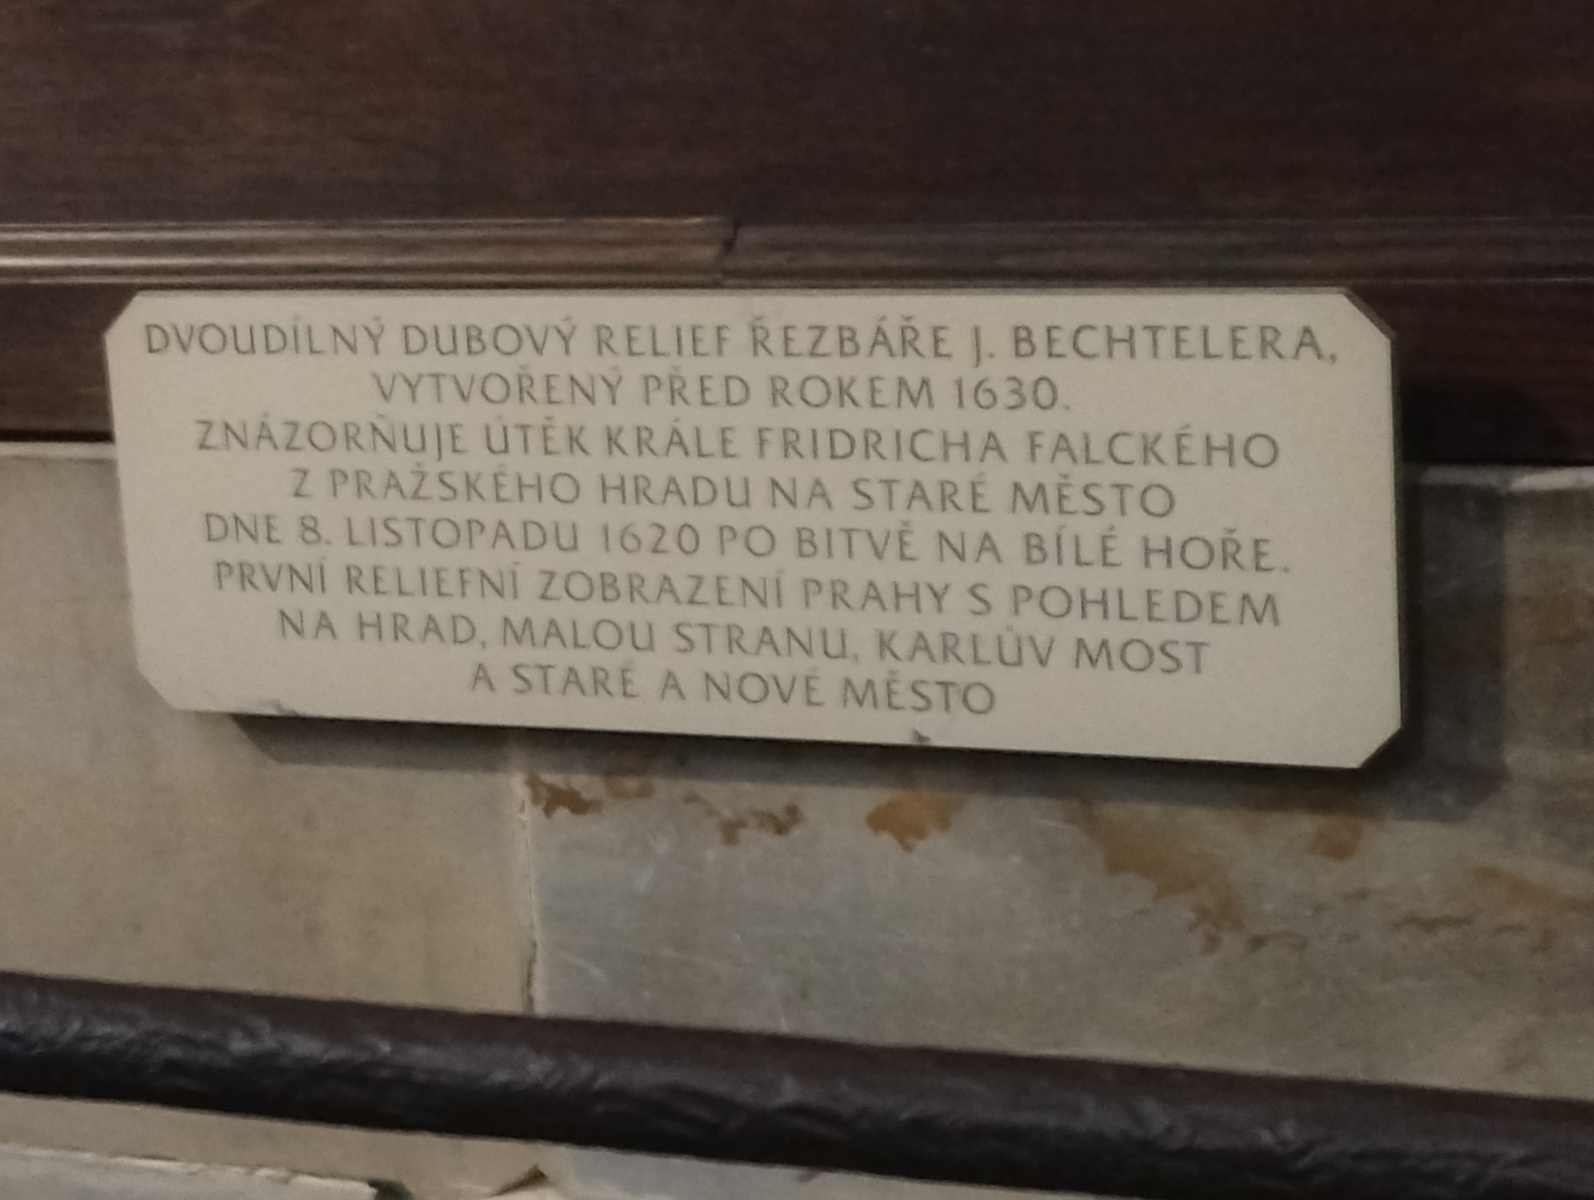 DVOUDÍLNÝ DUBOVÝ RELIEF ŘEZBÁŘE J. BECHTELERA,
VYTVOŘENÝ PŘED ROKEM 1630.
ZNÁZORŇUJE ÚTĚK KRÁLE FRIDRICHA FALCKÉHO
Z PRAŽSKÉHO HRADU NA STARÉ MĚSTO
DNE 8. LISTOPADU 1620 PO BITVĚ NA BÍLÉ HOŘE.
PRVNÍ RELIEFNÍ ZOBRAZENÍ PRAHY S POHLEDEM
NA HRAD, MALOU STRANU, KARLŮV MOST
A STARÉ A NOVÉ MĚSTO